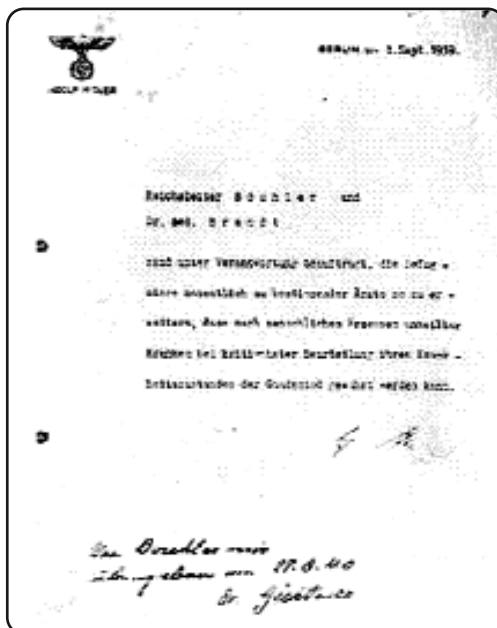 ADOLF HITLER
BERLIN, den 1.Sept. 1939.
Reichsleiter B o u h l e r und
Dr. med. B r a n d t
sind unter Verantwortung beauftragt, die Befug -
nisse namentlich zu bestimmender Ärzte so zu er -
weitern, dass nach menschlichem Ermessen unheilbar
Kranken bei kritischster Beurteilung ihres Krank -
heitszustandes der Gnadentod gewährt werden kann.
Von Bouhler mir
übergeben am 27.8.40
Dr. Gürtner